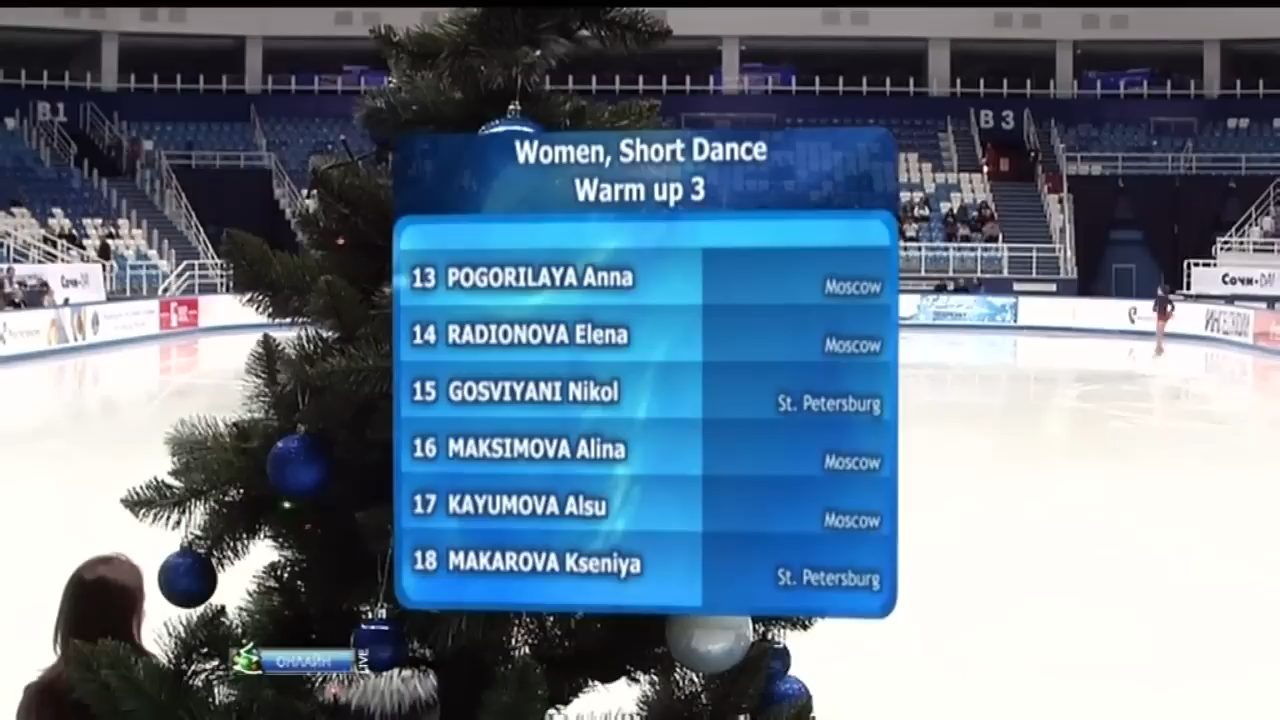 B1
B 3
Women, Short Dance
Warm up 3
13 POGORILAYA Anna Moscow
14 RADIONOVA Elena Moscow
15 GOSVIYANI Nikol St. Petersburg
16 MAKSIMOVA Alina Moscow
17 KAYUMOVA Alsu Moscow
18 MAKAROVA Kseniya St. Petersburg
ОНЛАЙН
LIVE